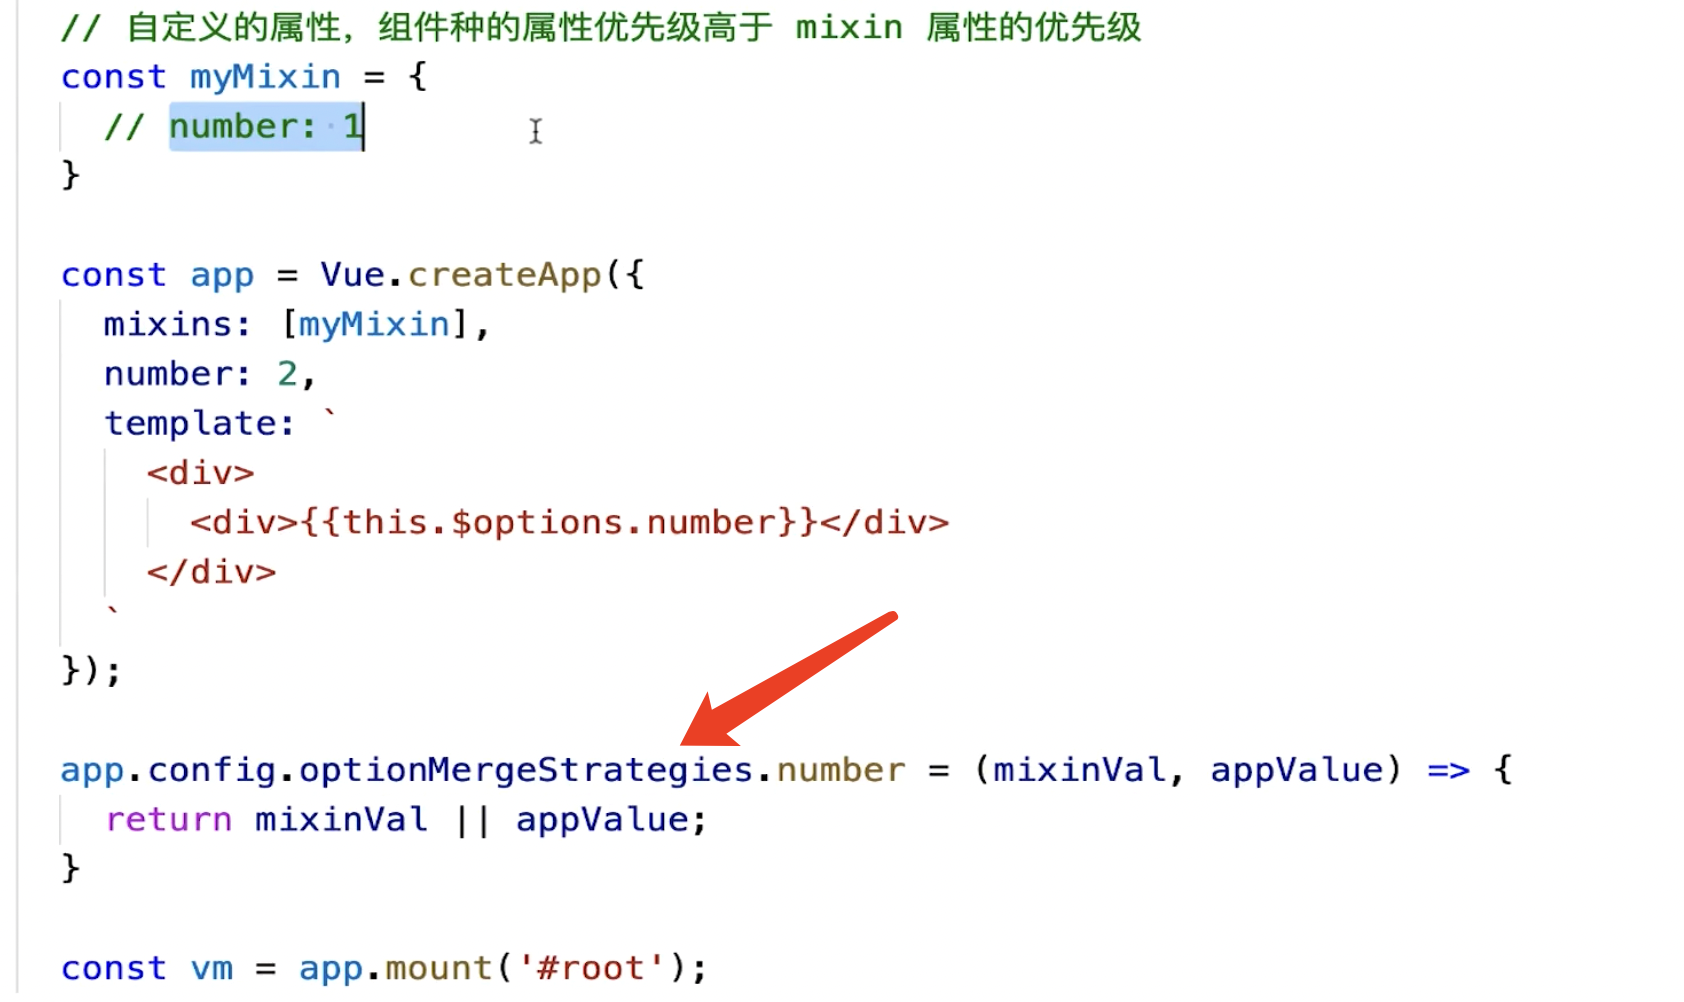 // 自定义的属性，组件种的属性优先级高于 mixin 属性的优先级
const myMixin = {
  // number: 1
}
const app = Vue.createApp({
  mixins: [myMixin],
  number: 2,
  template: `
    <div>
      <div>{{this.$options.number}}</div>
    </div>
  `
});
app.config.optionMergeStrategies.number = (mixinVal, appValue) => {
  return mixinVal || appValue;
}
const vm = app.mount('#root');